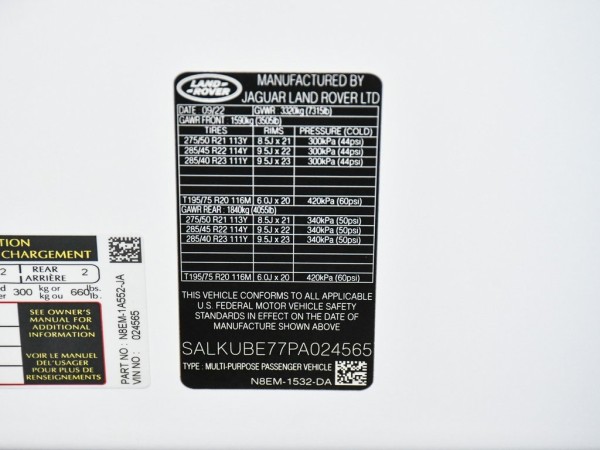 LAND ROVER
MANUFACTURED BY
JAGUAR LAND ROVER LTD
DATE 09/22 GVWR 3320kg (7315lb)
GAWR FRONT 1590kg (3505lb)
TIRES RIMS PRESSURE (COLD)
275/50 R21 113Y 8.5J x 21 300kPa (44psi)
285/45 R22 114Y 9.5J x 22 300kPa (44psi)
285/40 R23 111Y 9.5J x 23 300kPa (44psi)
T195/75 R20 116M 6.0J x 20 420kPa (60psi)
GAWR REAR 1840kg (4055lb)
275/50 R21 113Y 8.5J x 21 340kPa (50psi)
285/45 R22 114Y 9.5J x 22 340kPa (50psi)
285/40 R23 111Y 9.5J x 23 340kPa (50psi)
T195/75 R20 116M 6.0J x 20 420kPa (60psi)
THIS VEHICLE CONFORMS TO ALL APPLICABLE
U.S. FEDERAL MOTOR VEHICLE SAFETY
STANDARDS IN EFFECT ON THE DATE OF
MANUFACTURE SHOWN ABOVE
SALKUBE77PA024565
TYPE : MULTI-PURPOSE PASSENGER VEHICLE
N8EM-1532-DA
TION
CHARGEMENT
2 REAR ARRIÈRE 2
300 kg or kg ou 660 lbs. lb.
SEE OWNER'S
MANUAL FOR
ADDITIONAL
INFORMATION
VOIR LE MANUEL
DEL'USAGER
POUR PLUS DE
RENSEIGNEMENTS
PART NO : N8EM-1A552-JA
VIN NO : 024565